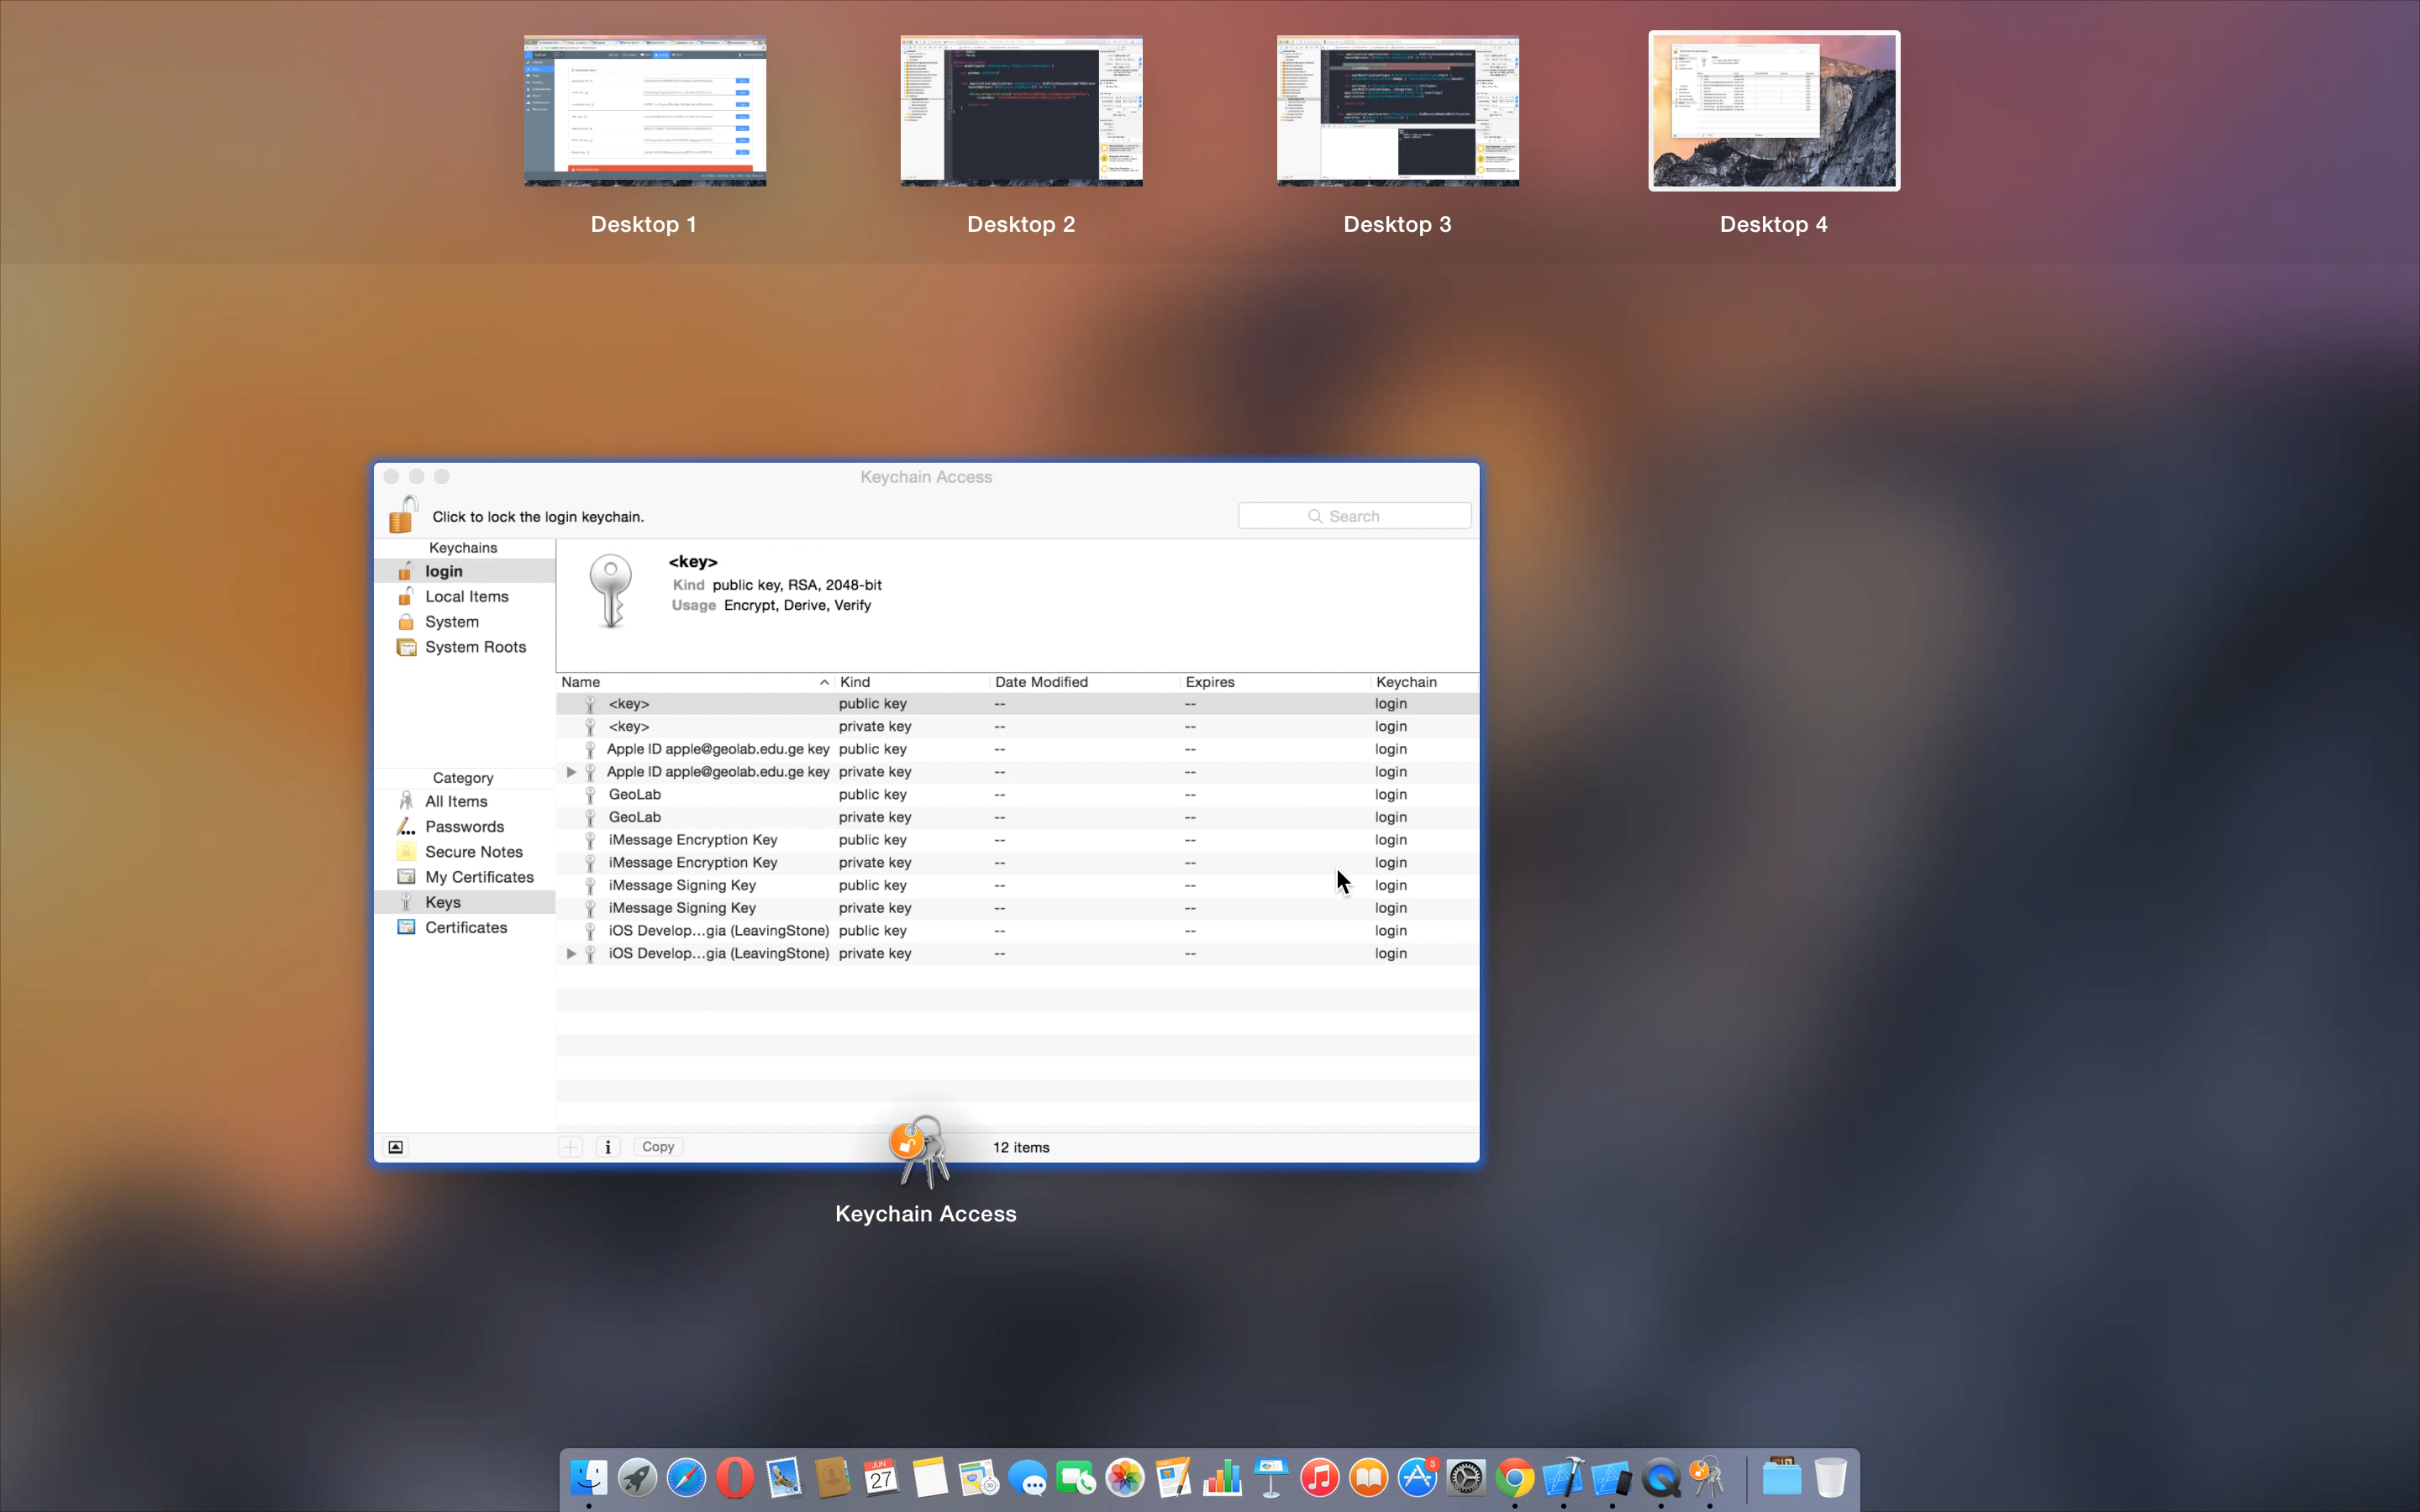 Desktop 1
Desktop 2
Desktop 3
Desktop 4
Keychain Access
Click to lock the login keychain.
Search
Keychains
login
Local Items
System
System Roots
<key>
Kind public key, RSA, 2048-bit
Usage Encrypt, Derive, Verify
Name Kind Date Modified Expires Keychain
<key> public key -- -- login
<key> private key -- -- login
Apple ID apple@geolab.edu.ge key public key -- -- login
Apple ID apple@geolab.edu.ge key private key -- -- login
GeoLab public key -- -- login
GeoLab private key -- -- login
iMessage Encryption Key public key -- -- login
iMessage Encryption Key private key -- -- login
iMessage Signing Key public key -- -- login
iMessage Signing Key private key -- -- login
iOS Develop...gia (LeavingStone) public key -- -- login
iOS Develop...gia (LeavingStone) private key -- -- login
Category
All Items
Passwords
Secure Notes
My Certificates
Keys
Certificates
Copy
12 items
Keychain Access
JUN
27
3